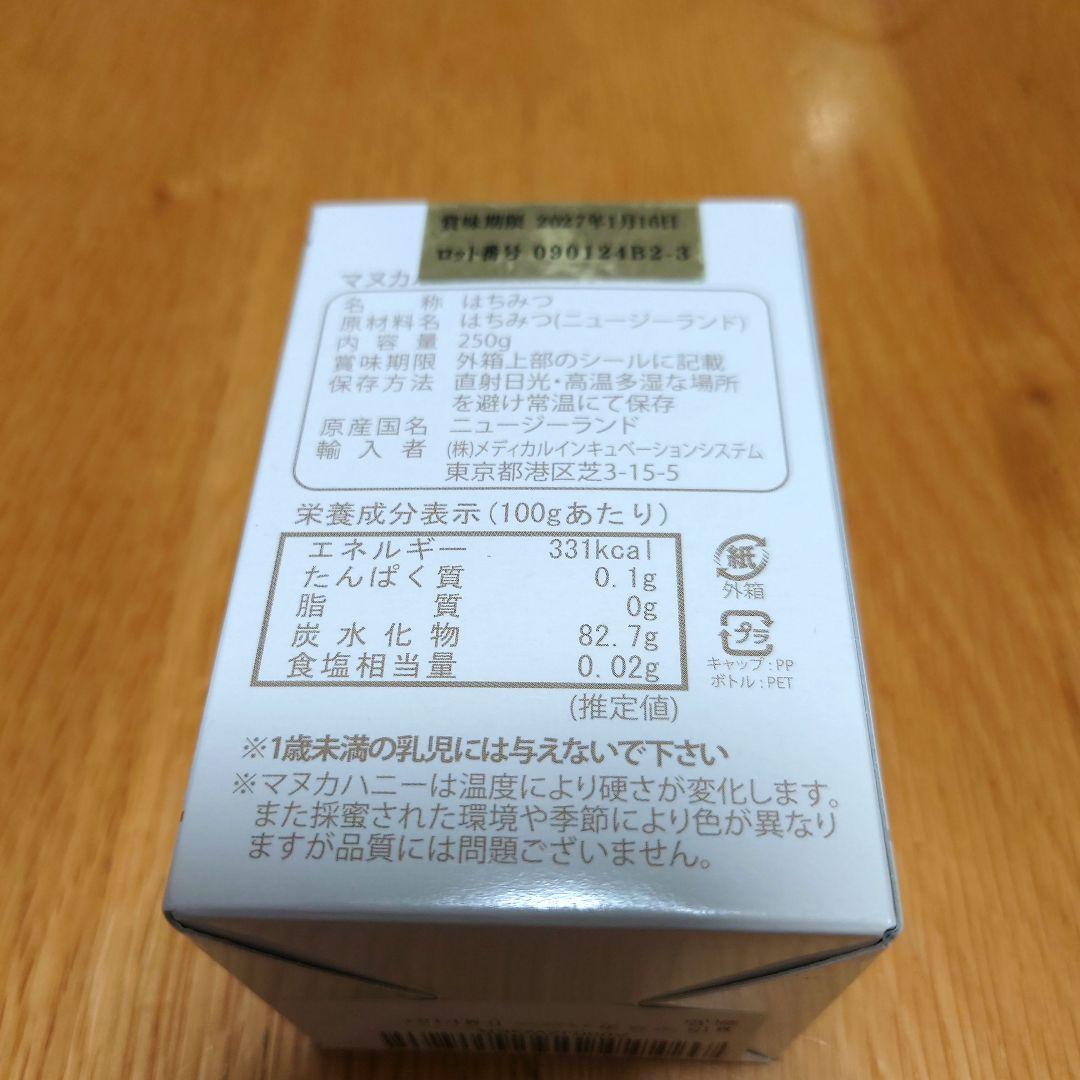 賞味期限 2027年1月16日
ロット番号 090124B2-3
マヌカハ
名称 はちみつ
原材料名 はちみつ(ニュージーランド)
内容量 250g
賞味期限 外箱上部のシールに記載
保存方法 直射日光・高温多湿な場所
を避け常温にて保存
原産国名 ニュージーランド
輸入者 (株)メディカルインキュベーションシステム
東京都港区芝3-15-5
栄養成分表示(100gあたり)
エネルギー 331kcal
たんぱく質 0.1g
脂質 0g
炭水化物 82.7g
食塩相当量 0.02g
(推定値)
紙
外箱
プラ
キャップ:PP
ボトル:PET
※1歳未満の乳児には与えないで下さい
※マヌカハニーは温度により硬さが変化します。
また採蜜された環境や季節により色が異なり
ますが品質には問題ございません。